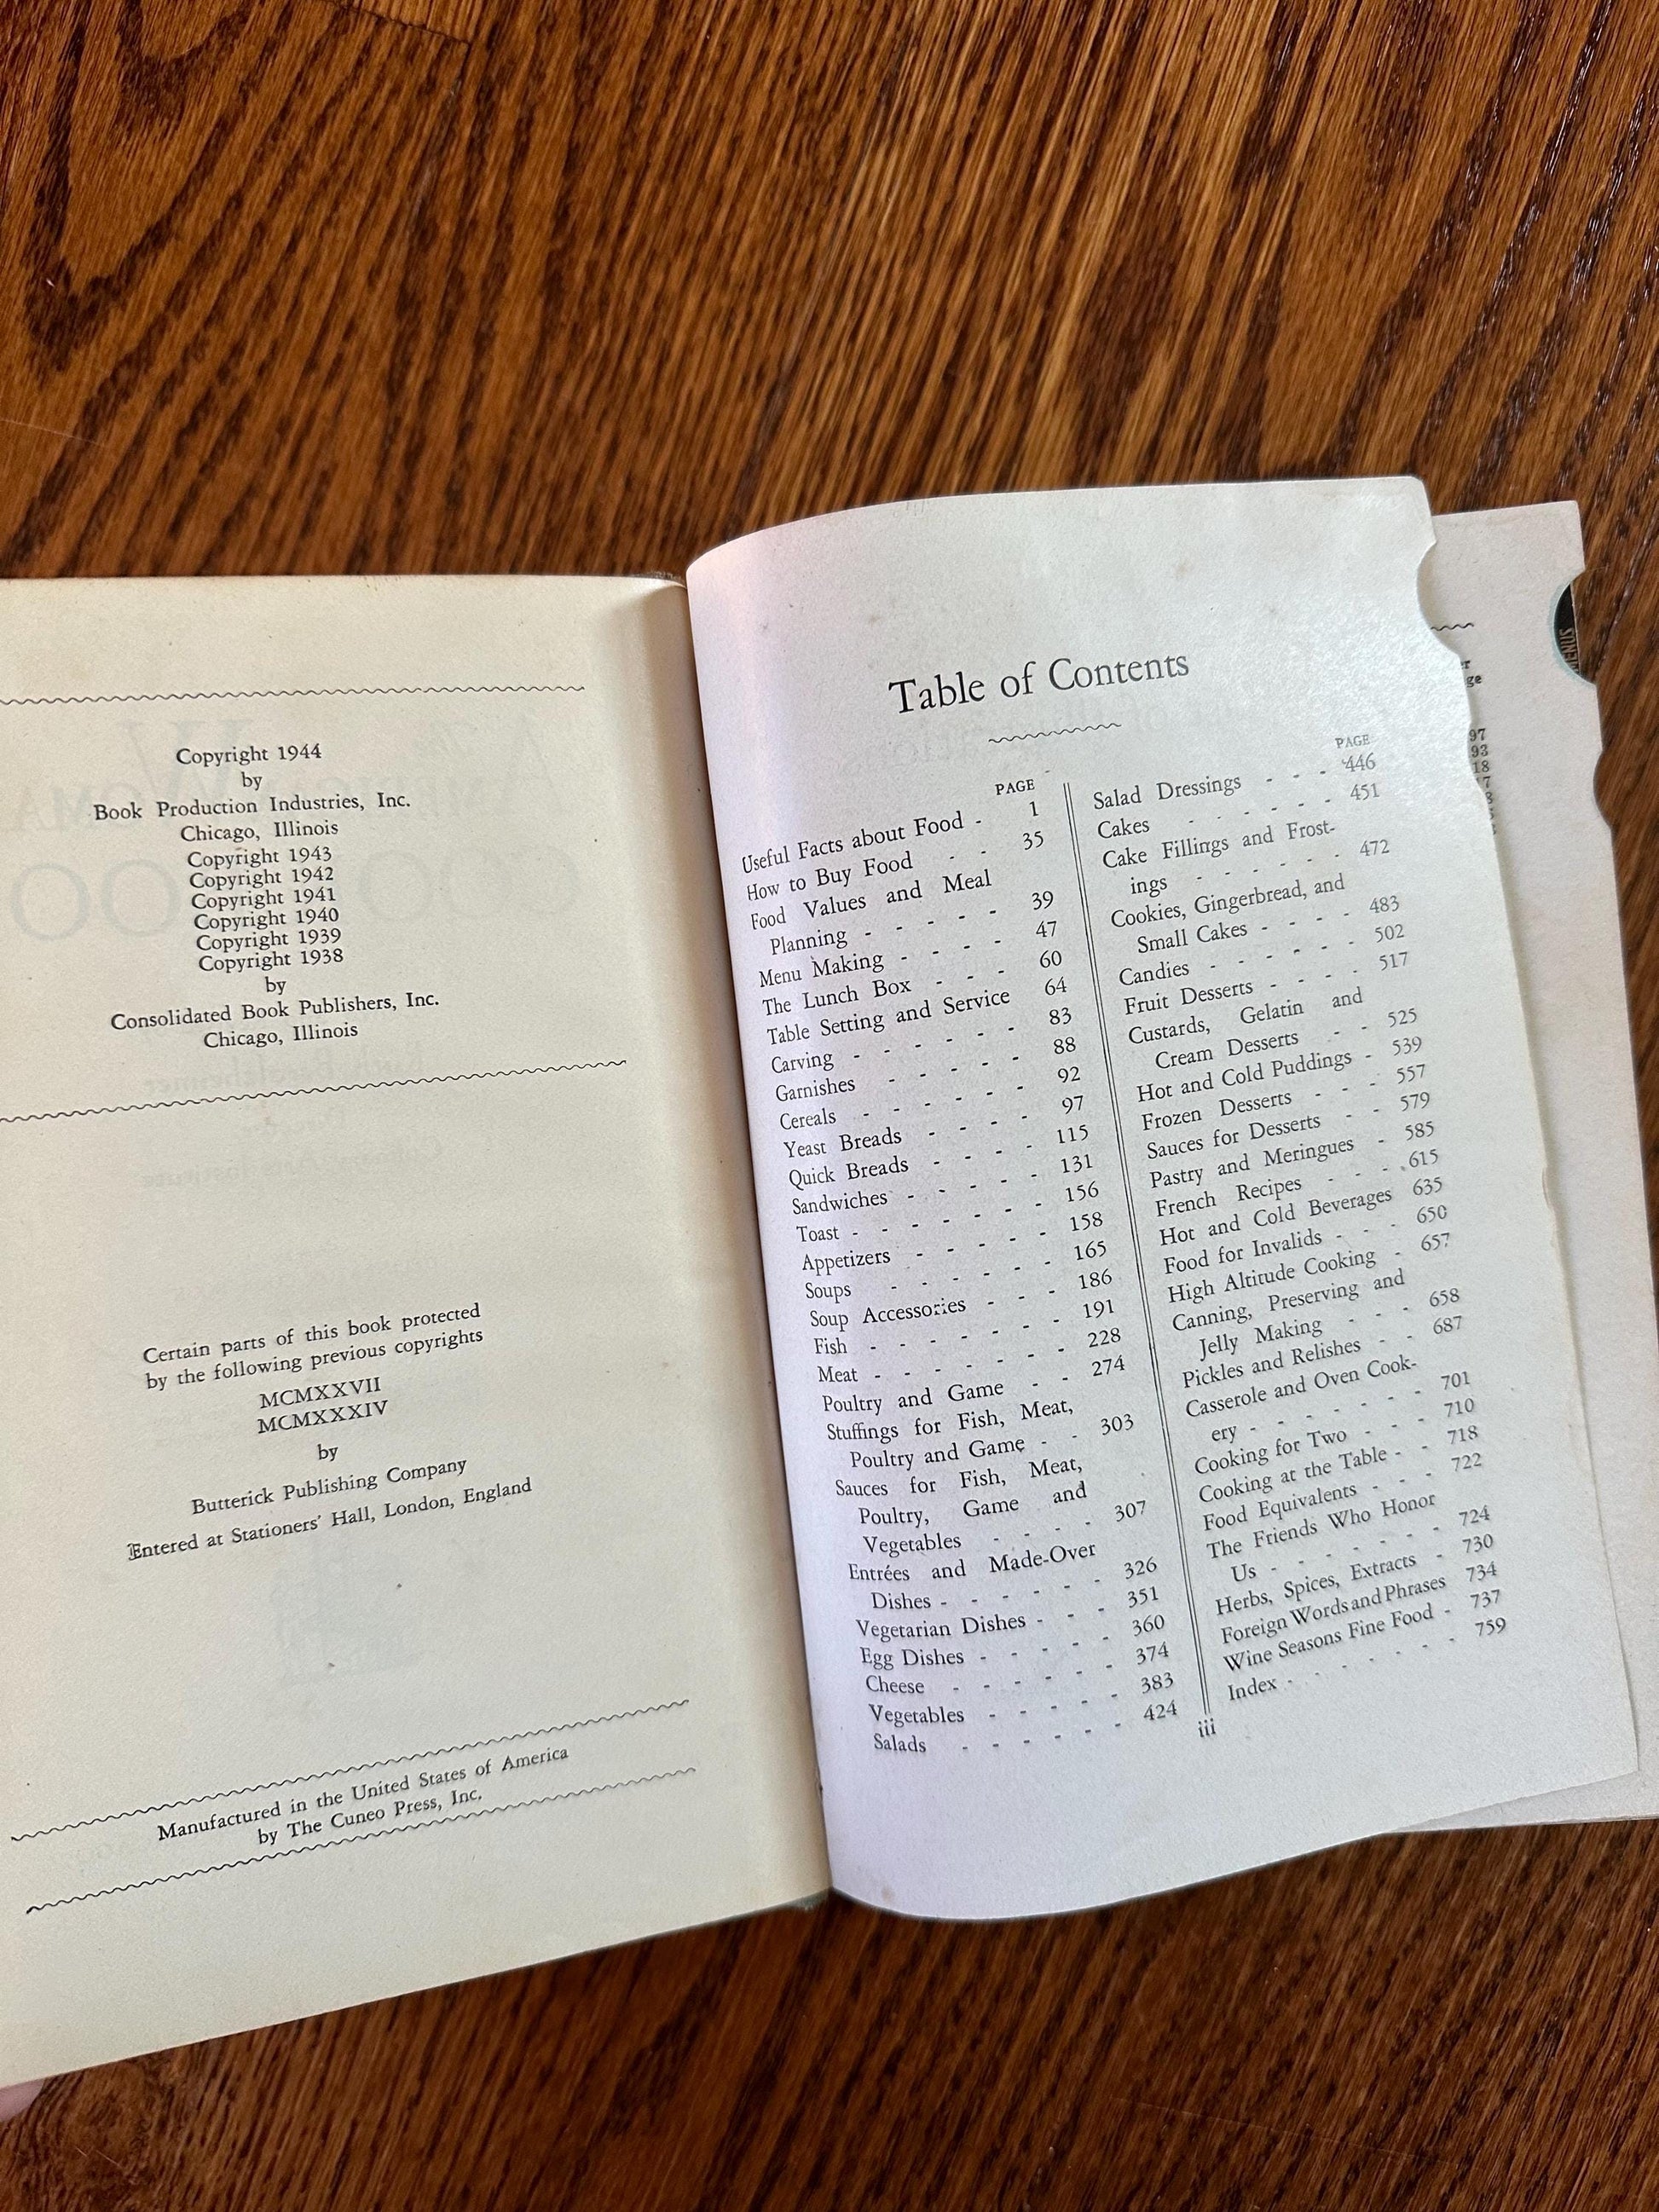 Copyright 1944
by
Book Production Industries, Inc.
Chicago, Illinois
Copyright 1943
Copyright 1942
Copyright 1941
Copyright 1940
Copyright 1939
Copyright 1938
by
Consolidated Book Publishers, Inc.
Chicago, Illinois
Certain parts of this book protected
by the following previous copyrights
MCMXXVII
MCMXXXIV
by
Butterick Publishing Company
Entered at Stationers' Hall, London, England
Manufactured in the United States of America
by The Cuneo Press, Inc.
Table of Contents
PAGE
Useful Facts about Food - 1
How to Buy Food - - 35
Food Values and Meal
Planning - - - - - 39
Menu Making - - - - 47
The Lunch Box - - - 60
Table Setting and Service 64
Carving - - - - - - 83
Garnishes - - - - - 88
Cereals - - - - - - 92
Yeast Breads - - - - 97
Quick Breads - - - - 115
Sandwiches - - - - - 131
Toast - - - - - - - 156
Appetizers - - - - - 158
Soups - - - - - - 165
Soup Accessories - - - 186
Fish - - - - - - - 191
Meat - - - - - - - 228
Poultry and Game - - 274
Stuffings for Fish, Meat,
Poultry and Game - - 303
Sauces for Fish, Meat,
Poultry, Game and
Vegetables - - - - 307
Entrées and Made-Over
Dishes - - - - - - 326
Vegetarian Dishes - - - 351
Egg Dishes - - - - - 360
Cheese - - - - - - 374
Vegetables - - - - - 383
Salads - - - - - - 424
PAGE
Salad Dressings - - - 446
Cakes - - - - - 451
Cake Fillings and Frost-
ings - - - - - 472
Cookies, Gingerbread, and
Small Cakes - - - - 483
Candies - - - - - - 502
Fruit Desserts - - - - 517
Custards, Gelatin and
Cream Desserts - - 525
Hot and Cold Puddings - 539
Frozen Desserts - - - 557
Sauces for Desserts - - 579
Pastry and Meringues - 585
French Recipes - - - 615
Hot and Cold Beverages 635
Food for Invalids - - - 650
High Altitude Cooking - 657
Canning, Preserving and
Jelly Making - - - 658
Pickles and Relishes - - 687
Casserole and Oven Cook-
ery - - - - - - 701
Cooking for Two - - - 710
Cooking at the Table - - 718
Food Equivalents - - - 722
The Friends Who Honor
Us - - - - - - 724
Herbs, Spices, Extracts - 730
Foreign Words and Phrases 734
Wine Seasons Fine Food - 737
Index - - - - - - 759
iii
97
93
18